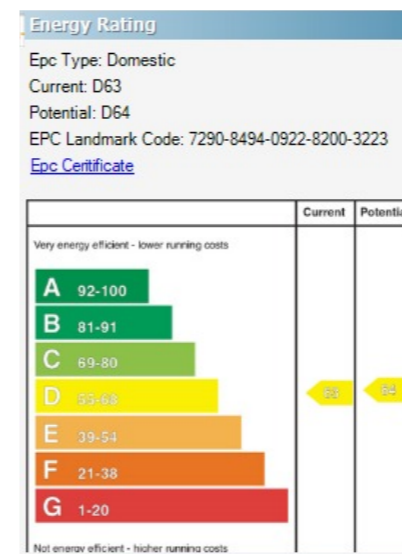 Energy Rating
Epc Type: Domestic
Current: D63
Potential: D64
EPC Landmark Code: 7290-8494-0922-8200-3223
Epc Ceritificate
Current Potentia
Very energy efficient - lower running costs
A 92-100
B 81-91
C 69-80
D 55-68 63 64
E 39-54
F 21-38
G 1-20
Not energy efficient - higher running costs